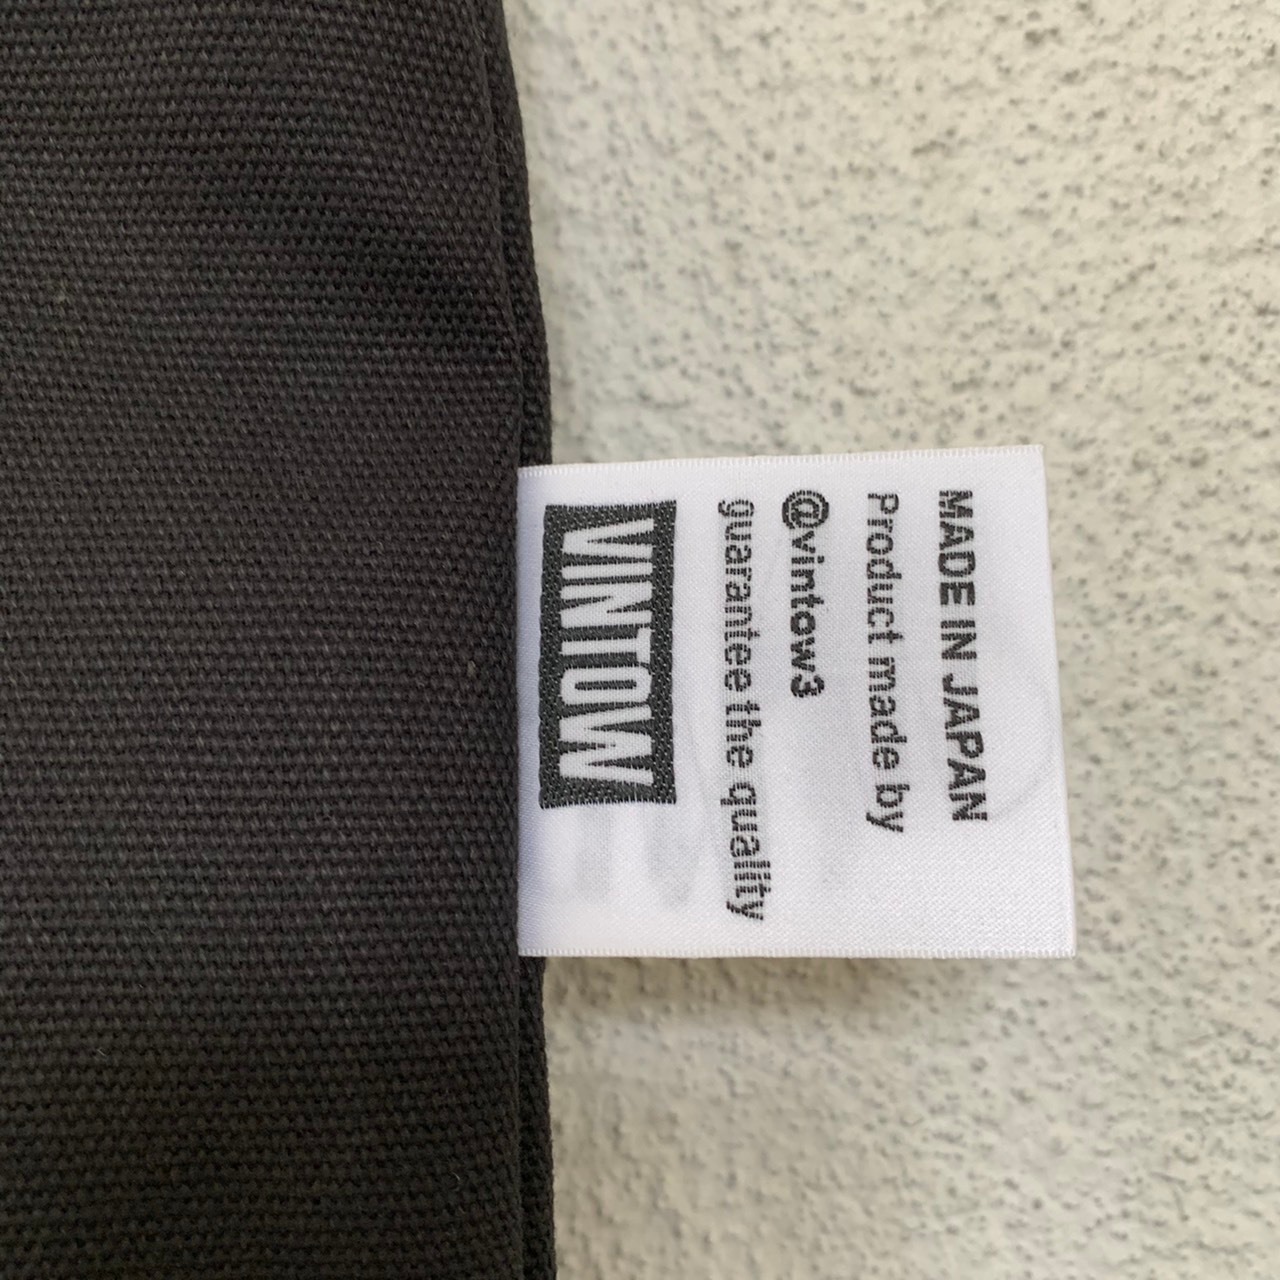 MADE IN JAPAN
Product made by
@vintow3
guarantee the quality
VINTOW